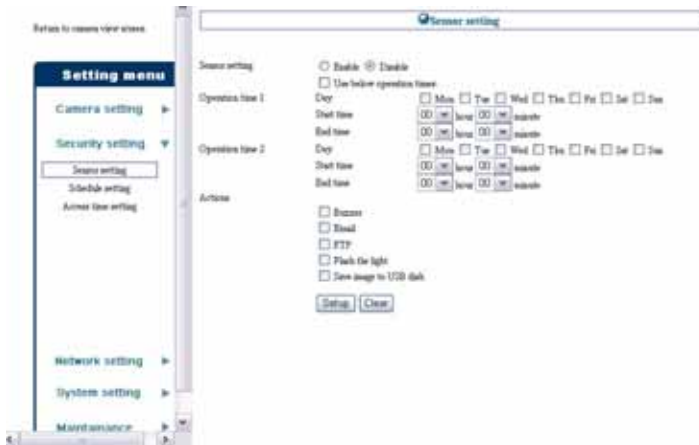 Return to camera view screen
Setting menu
Camera setting
Security setting
Sensor setting
Schedule setting
Access time setting
Network setting
System setting
Maintainance
Sensor setting
Sensor setting Enable Disable
Use below operation times
Operation time 1 Day Mon Tue Wed Thu Fri Sat Sun
Start time 00 hour 00 minute
End time 00 hour 00 minute
Operation time 2 Day Mon Tue Wed Thu Fri Sat Sun
Start time 00 hour 00 minute
End time 00 hour 00 minute
Actions
Buzzer
Email
FTP
Flash the light
Save image to USB disk
Setup Clear